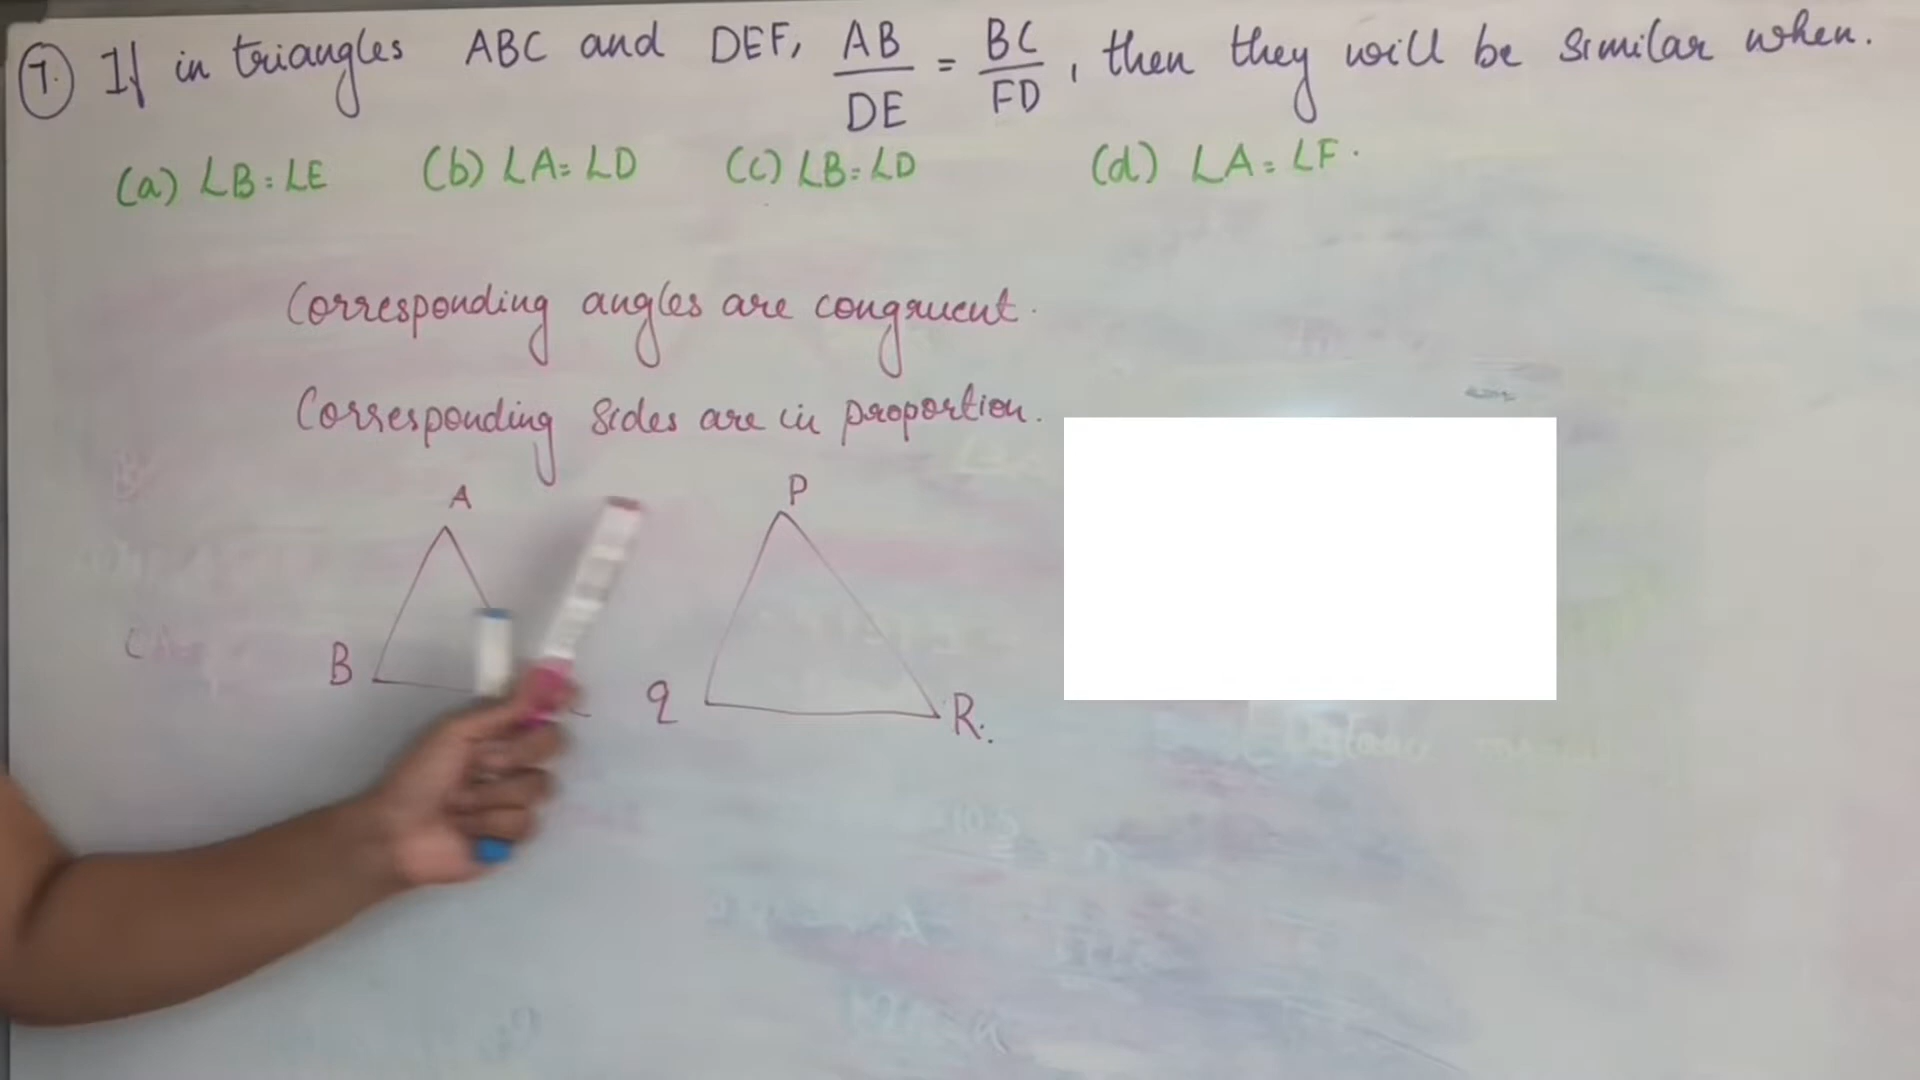 7. If in triangles ABC and DEF, AB/DE = BC/FD, then they will be similar when.
(a) ∠B = ∠E (b) ∠A = ∠D (c) ∠B = ∠D (d) ∠A = ∠F.
Corresponding angles are congruent.
Corresponding sides are in proportion.
A P
B q R.